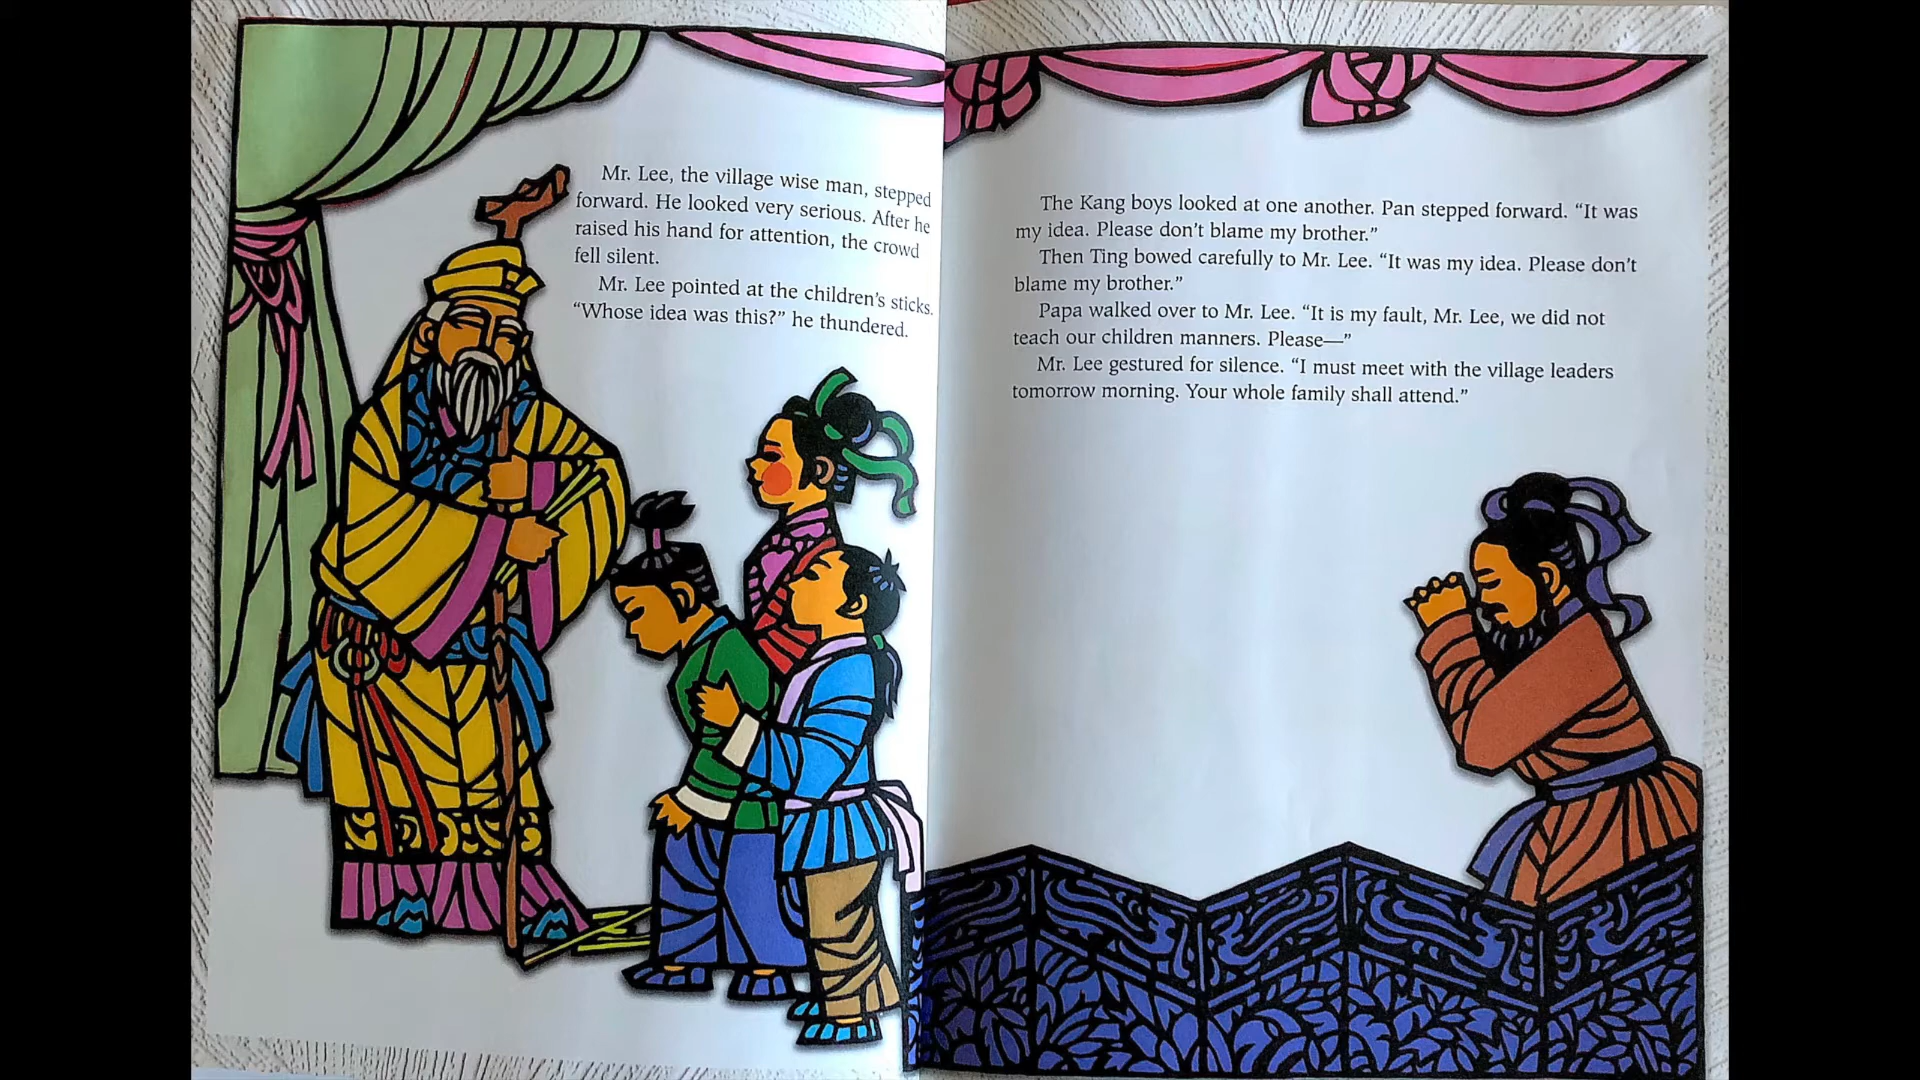 Mr. Lee, the village wise man, stepped
forward. He looked very serious. After he
raised his hand for attention, the crowd
fell silent.
Mr. Lee pointed at the children's sticks.
“Whose idea was this?” he thundered.
The Kang boys looked at one another. Pan stepped forward. “It was
my idea. Please don't blame my brother.”
Then Ting bowed carefully to Mr. Lee. “It was my idea. Please don't
blame my brother.”
Papa walked over to Mr. Lee. “It is my fault, Mr. Lee, we did not
teach our children manners. Please—”
Mr. Lee gestured for silence. “I must meet with the village leaders
tomorrow morning. Your whole family shall attend.”